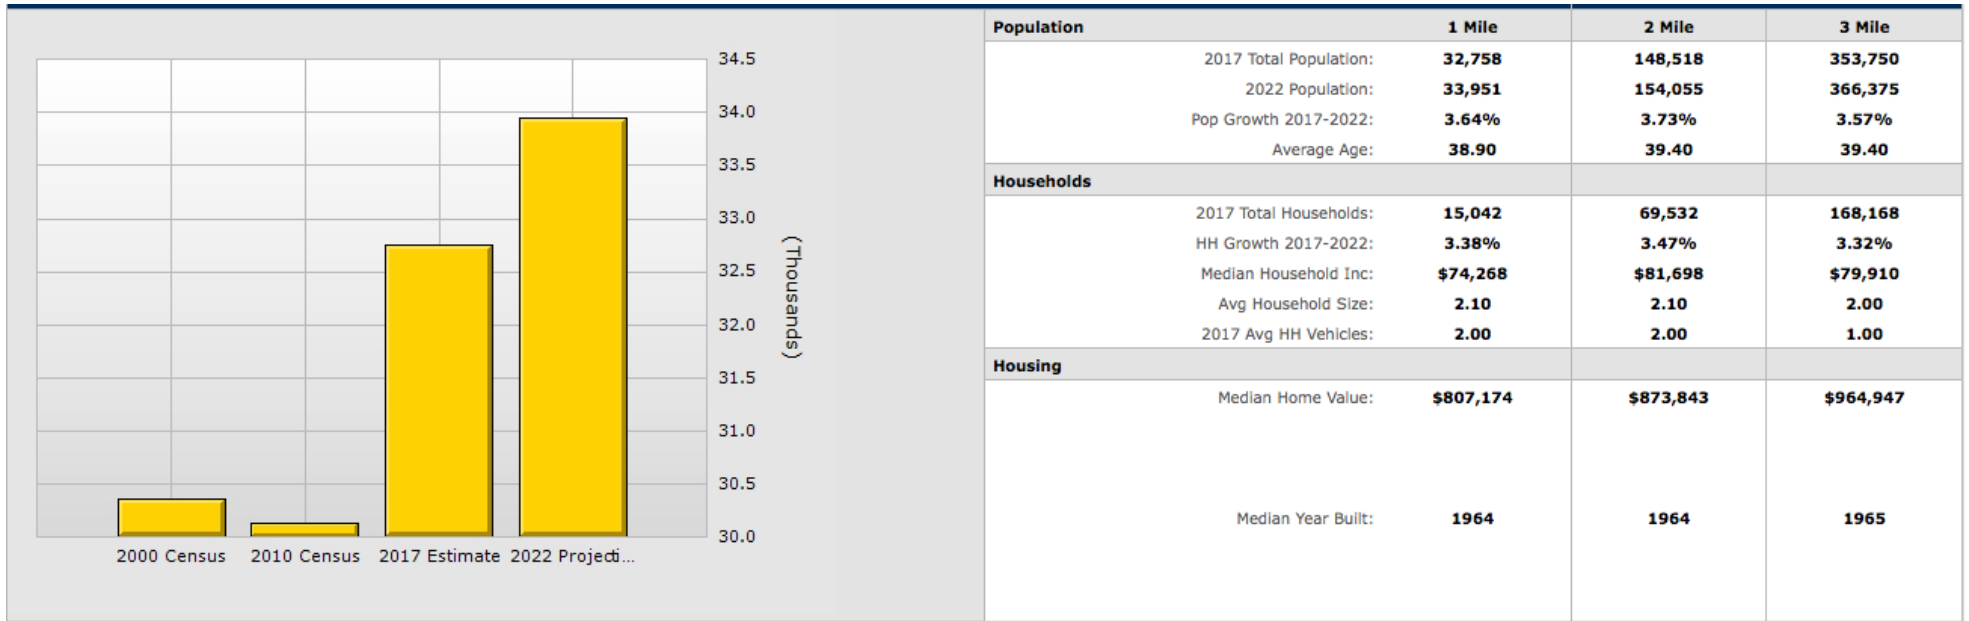 34.5
34.0
33.5
33.0
32.5
32.0
31.5
31.0
30.5
30.0
(Thousands)
2000 Census 2010 Census 2017 Estimate 2022 Projecti...
Population 1 Mile 2 Mile 3 Mile
2017 Total Population: 32,758 148,518 353,750
2022 Population: 33,951 154,055 366,375
Pop Growth 2017-2022: 3.64% 3.73% 3.57%
Average Age: 38.90 39.40 39.40
Households
2017 Total Households: 15,042 69,532 168,168
HH Growth 2017-2022: 3.38% 3.47% 3.32%
Median Household Inc: $74,268 $81,698 $79,910
Avg Household Size: 2.10 2.10 2.00
2017 Avg HH Vehicles: 2.00 2.00 1.00
Housing
Median Home Value: $807,174 $873,843 $964,947
Median Year Built: 1964 1964 1965